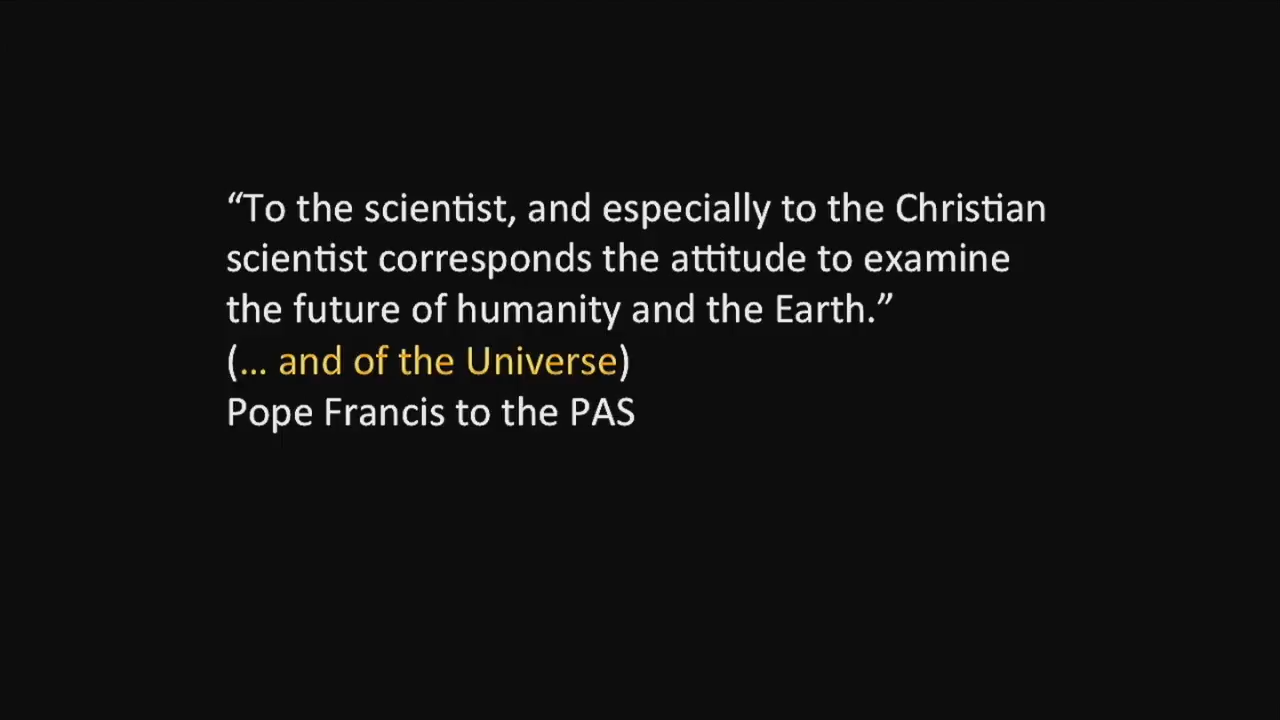 “To the scientist, and especially to the Christian
scientist corresponds the attitude to examine
the future of humanity and the Earth.”
(... and of the Universe)
Pope Francis to the PAS